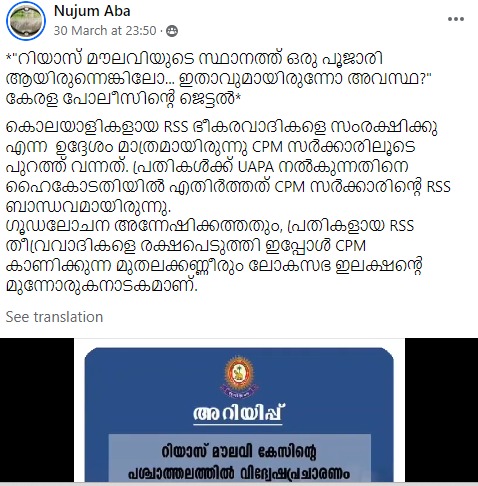 Nujum Aba
30 March at 23:50
*"റിയാസ് മൗലവിയുടെ സ്ഥാനത്ത് ഒരു പൂജാരി
ആയിരുന്നെങ്കിലോ... ഇതാവുമായിരുന്നോ അവസ്ഥ?"
കേരള പോലീസിന്റെ ജെട്ടൽ*
കൊലയാളികളായ RSS ഭീകരവാദികളെ സംരക്ഷിക്കു
എന്ന ഉദ്ദേശം മാത്രമായിരുന്നു CPM സർക്കാരിലൂടെ
പുറത്ത് വന്നത്. പ്രതികൾക്ക് UAPA നൽകുന്നതിനെ
ഹൈകോടതിയിൽ എതിർത്തത് CPM സർക്കാരിന്റെ RSS
ബാന്ധവമായിരുന്നു.
ഗൂഡലോചന അന്നേഷിക്കത്തതും, പ്രതികളായ RSS
തീവ്രവാദികളെ രക്ഷപെടുത്തി ഇപ്പോൾ CPM
കാണിക്കുന്ന മുതലക്കണ്ണീരും ലോകസഭ ഇലക്ഷന്റെ
മുന്നോരുകനാടകമാണ്.
See translation
അറിയിപ്പ്
റിയാസ് മൗലവി കേസിന്റെ
പശ്ചാത്തലത്തിൽ വിദ്വേഷപ്രചാരണം